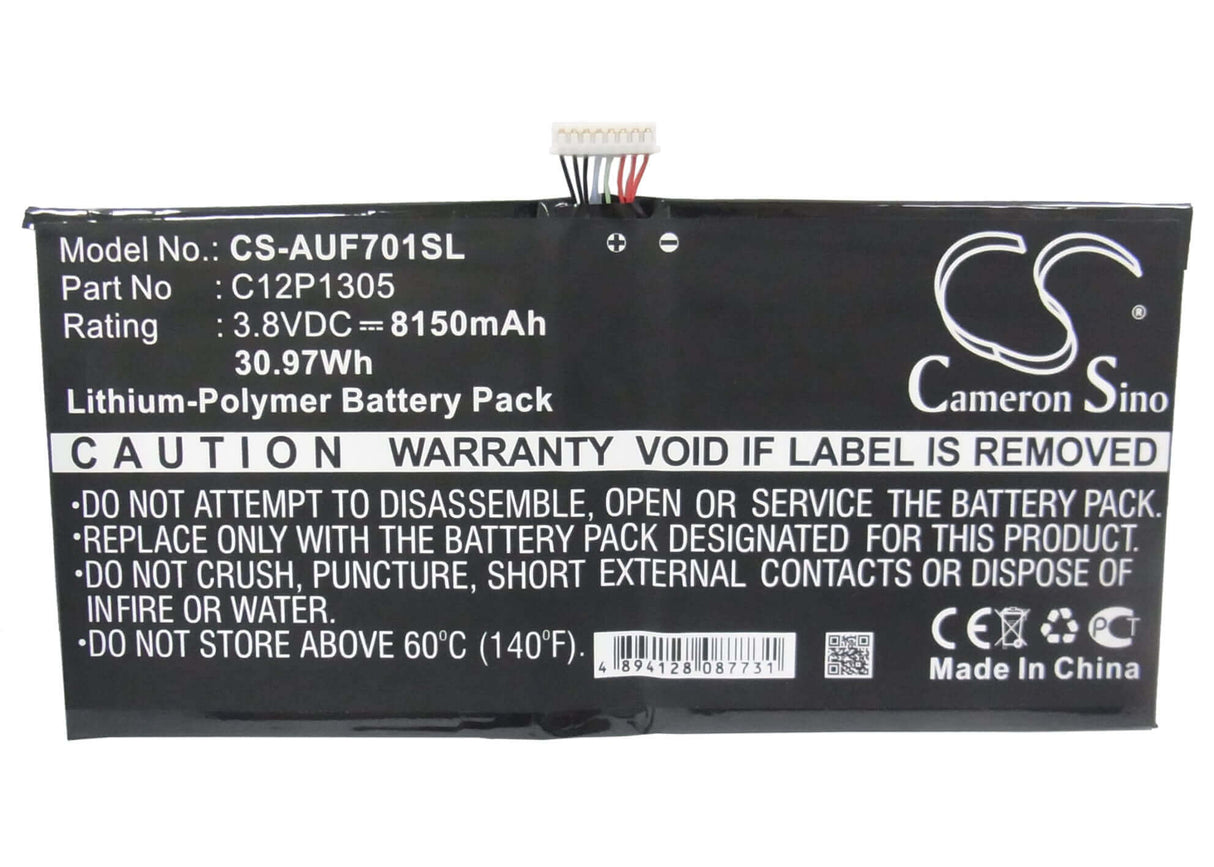 Model No.: CS-AUF701SL
Part No : C12P1305
Rating : 3.8VDC⎓8150mAh
30.97Wh
Lithium-Polymer Battery Pack
Cameron Sino ®
CAUTION WARRANTY VOID IF LABEL IS REMOVED
•DO NOT ATTEMPT TO DISASSEMBLE, OPEN OR SERVICE THE BATTERY PACK.
•REPLACE ONLY WITH THE BATTERY PACK DESIGNATED FOR THIS PRODUCT.
•DO NOT CRUSH, PUNCTURE, SHORT EXTERNAL CONTACTS OR DISPOSE OF
INFIRE OR WATER.
•DO NOT STORE ABOVE 60°C (140°F).
4 894128 087731
CE PCT
Made In China